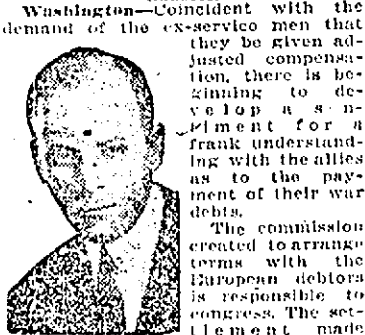 Washington—Coincident with the
demand of the ex-service men that
they be given ad-
justed compensa-
tion, there is be-
ginning to de-
velop a sen-
timent for a
frank understand-
ing with the allies
as to the pay-
ment of their war
debts.
The commission
created to arrange
terms with the
European debtors
is responsible to
congress. The set-
tlement made